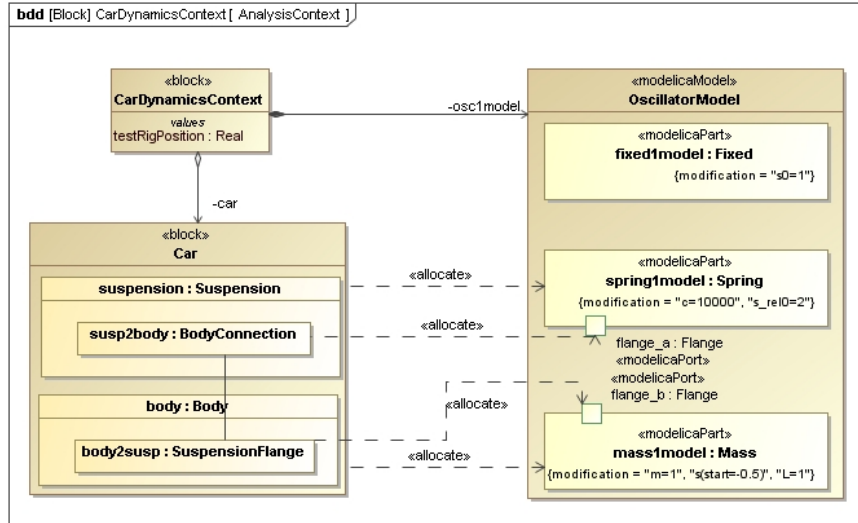 bdd [Block] CarDynamicsContext [ AnalysisContext ]
«block»
CarDynamicsContext
values
testRigPosition : Real
-osc1model
-car
«modelicaModel»
OscillatorModel
«modelicaPart»
fixed1model : Fixed
{modification = "s0=1"}
«block»
Car
suspension : Suspension
susp2body : BodyConnection
body : Body
body2susp : SuspensionFlange
«allocate»
«allocate»
«allocate»
«allocate»
«modelicaPart»
spring1model : Spring
{modification = "c=10000", "s_rel0=2"}
flange_a : Flange
«modelicaPort»
«modelicaPort»
flange_b : Flange
«modelicaPart»
mass1model : Mass
{modification = "m=1", "s(start=-0.5)", "L=1"}